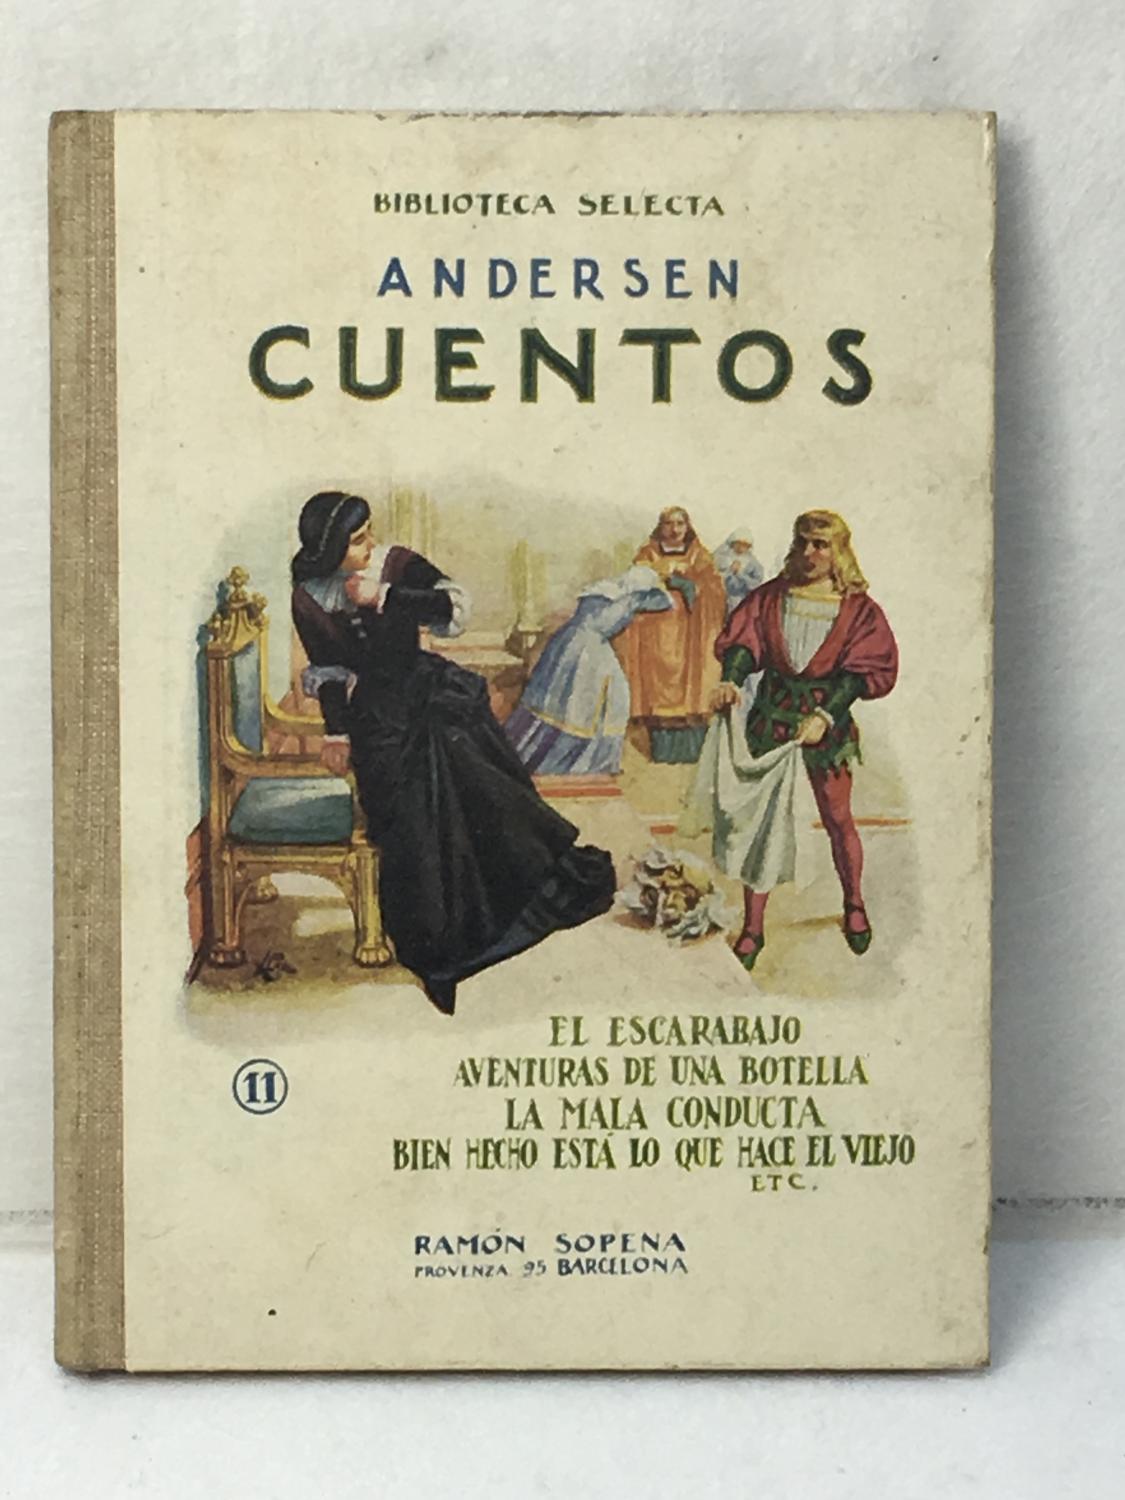 BIBLIOTECA SELECTA
ANDERSEN
CUENTOS
11
EL ESCARABAJO
AVENTURAS DE UNA BOTELLA
LA MALA CONDUCTA
BIEN HECHO ESTÁ LO QUE HACE EL VIEJO
ETC.
RAMÓN SOPENA
PROVENZA 95 BARCELONA